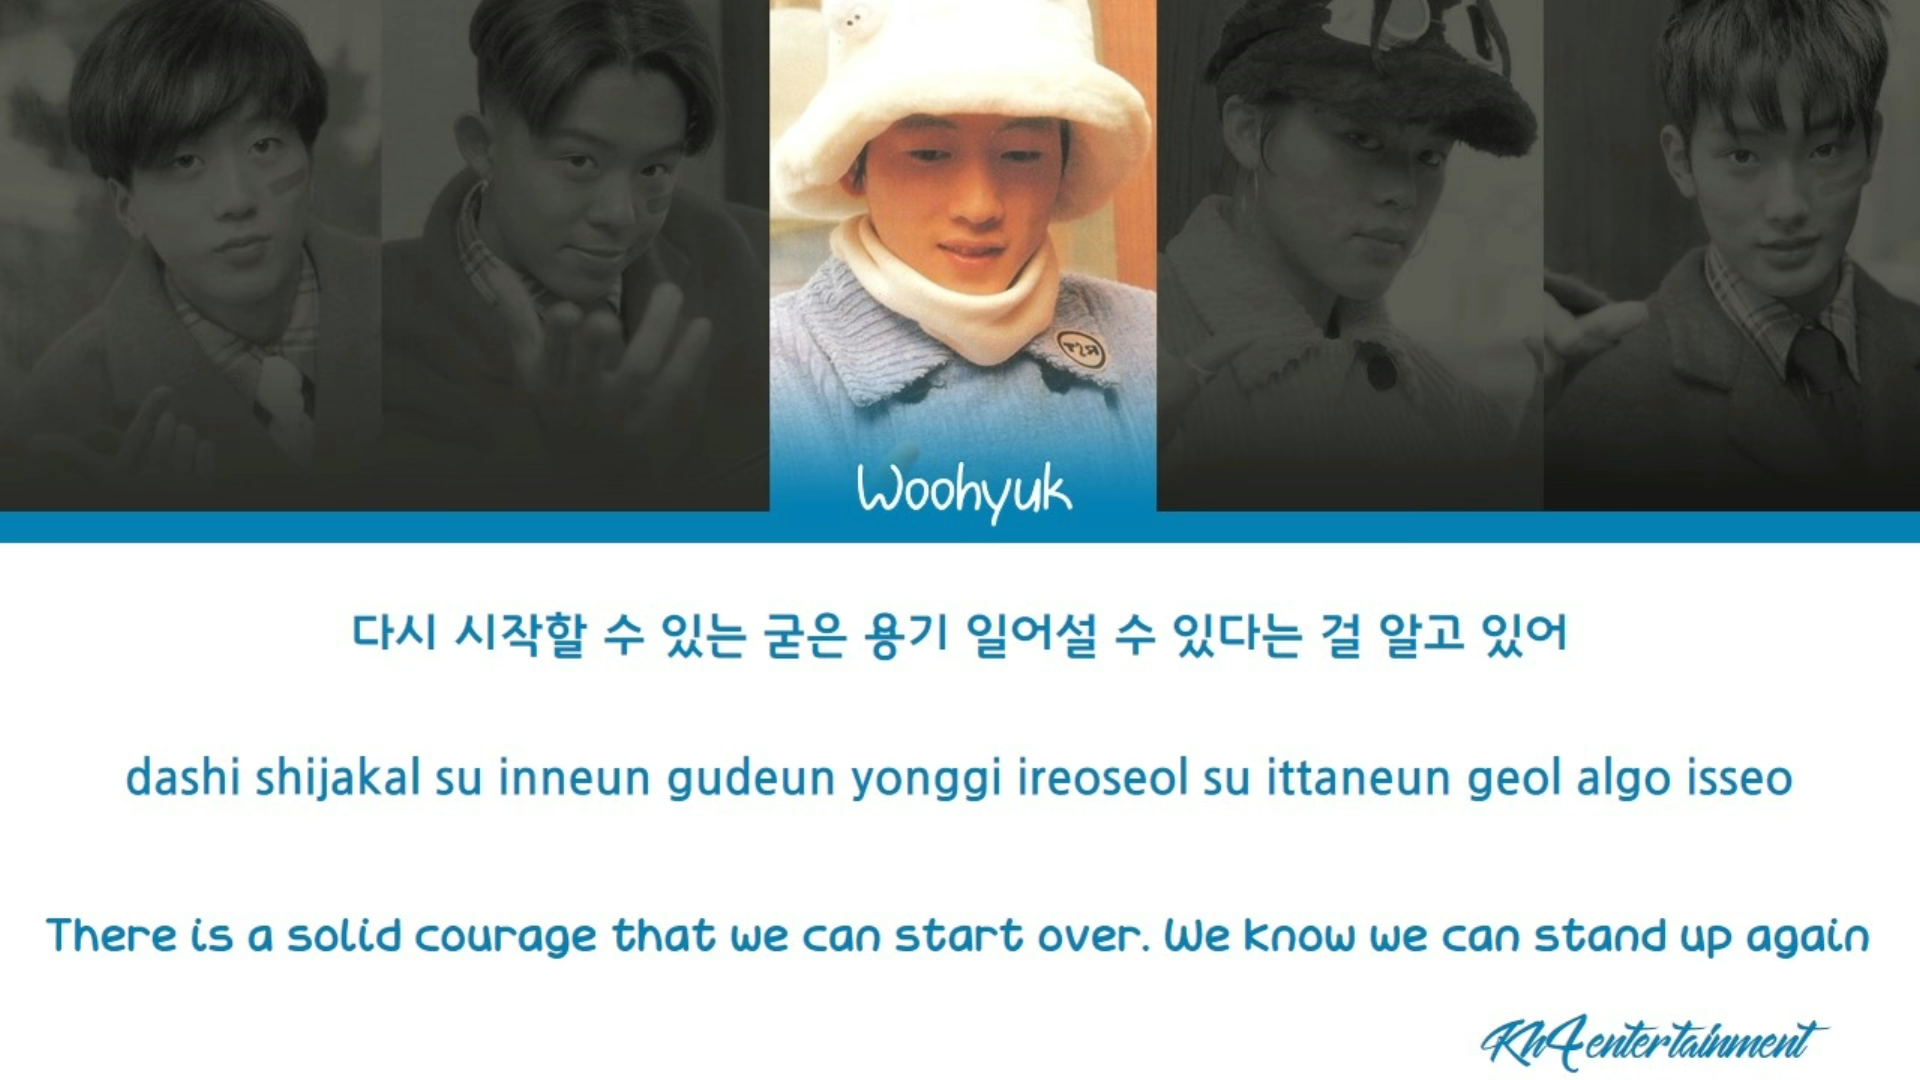 Woohyuk
다시 시작할 수 있는 굳은 용기 일어설 수 있다는 걸 알고 있어
dashi shijakal su inneun gudeun yonggi ireoseol su ittaneun geol algo isseo
There is a solid courage that we can start over. We know we can stand up again
Kh4entertainment